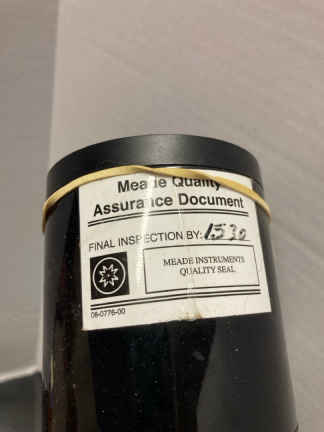 Meade Quality
Assurance Document
FINAL INSPECTION BY: 1530
MEADE INSTRUMENTS
QUALITY SEAL
06-0776-00